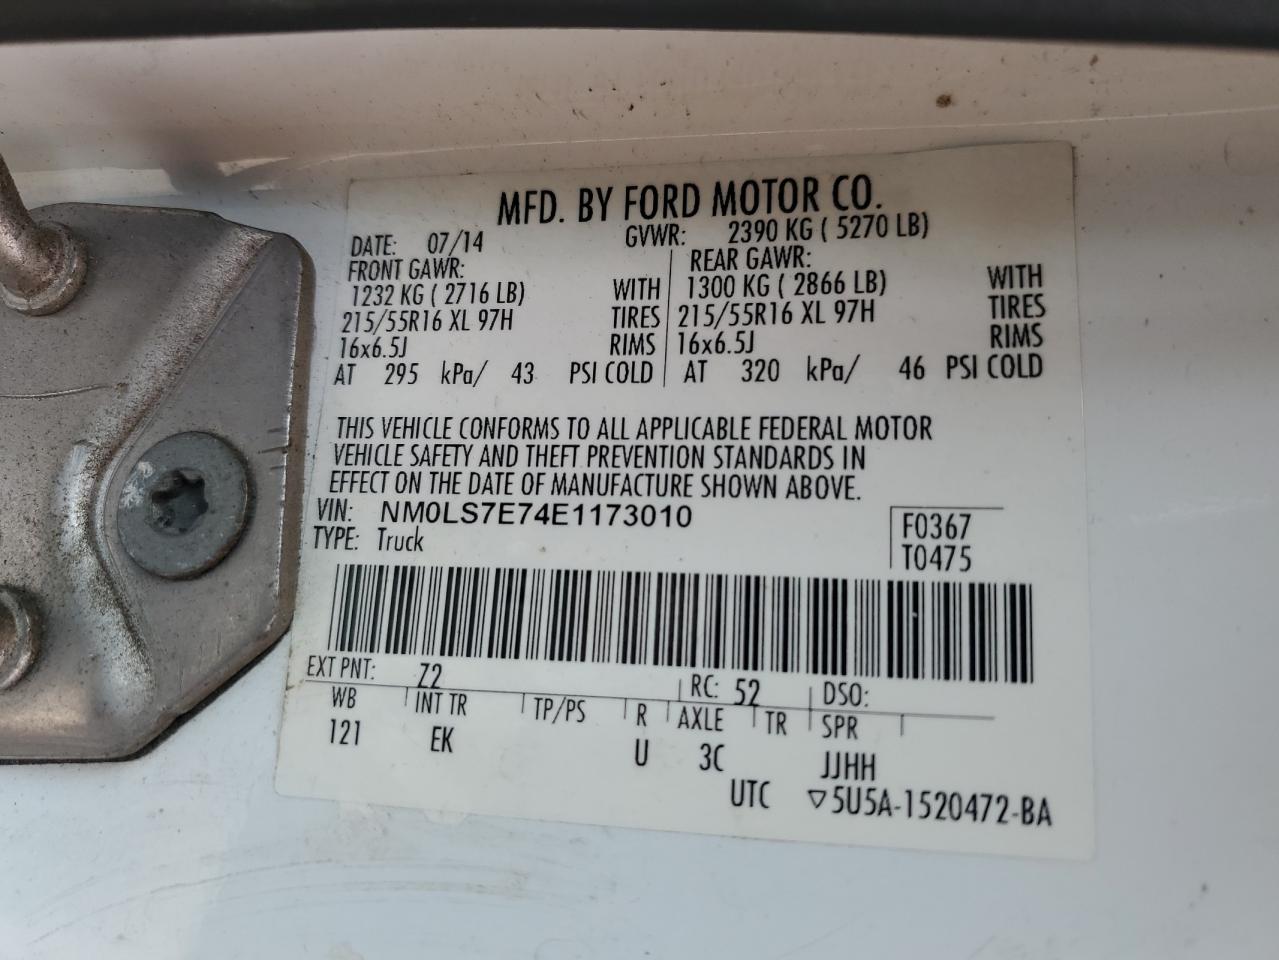 MFD. BY FORD MOTOR CO.
DATE: 07/14 GVWR: 2390 KG ( 5270 LB)
FRONT GAWR: REAR GAWR:
1232 KG ( 2716 LB) WITH 1300 KG ( 2866 LB) WITH
215/55R16 XL 97H TIRES 215/55R16 XL 97H TIRES
16x6.5J RIMS 16x6.5J RIMS
AT 295 kPa/ 43 PSI COLD AT 320 kPa/ 46 PSI COLD
THIS VEHICLE CONFORMS TO ALL APPLICABLE FEDERAL MOTOR
VEHICLE SAFETY AND THEFT PREVENTION STANDARDS IN
EFFECT ON THE DATE OF MANUFACTURE SHOWN ABOVE.
VIN: NM0LS7E74E1173010 F0367
TYPE: Truck T0475
EXT PNT: Z2 RC: 52 DSO:
WB INT TR TP/PS R AXLE TR SPR
121 EK U 3C JJHH
UTC ▽5U5A-1520472-BA